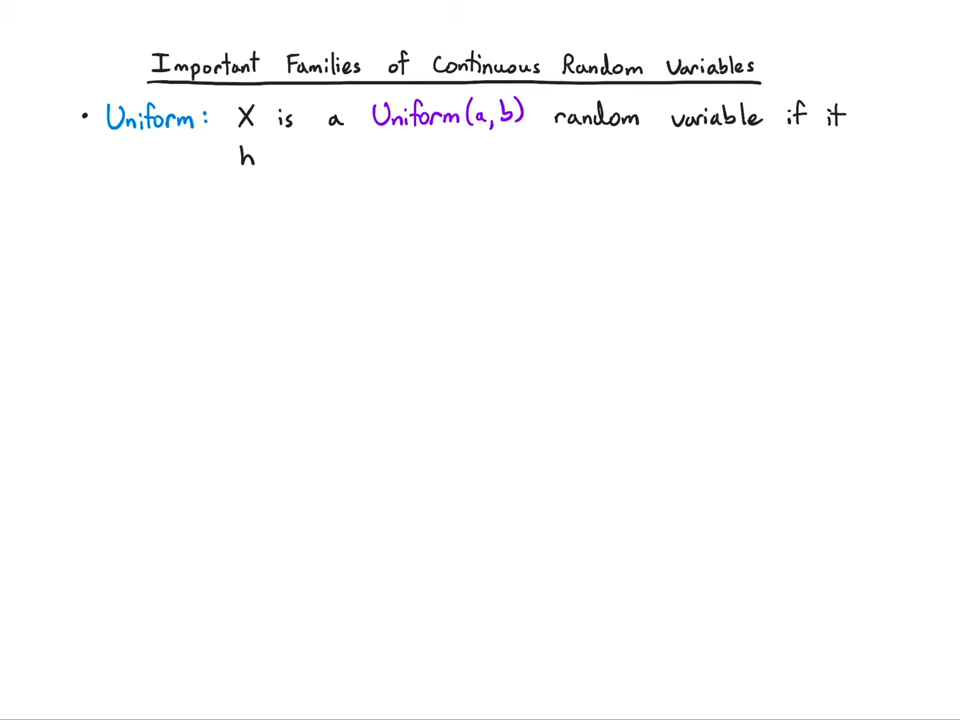 Important Families of Continuous Random Variables
• Uniform: X is a Uniform(a, b) random variable if it
h